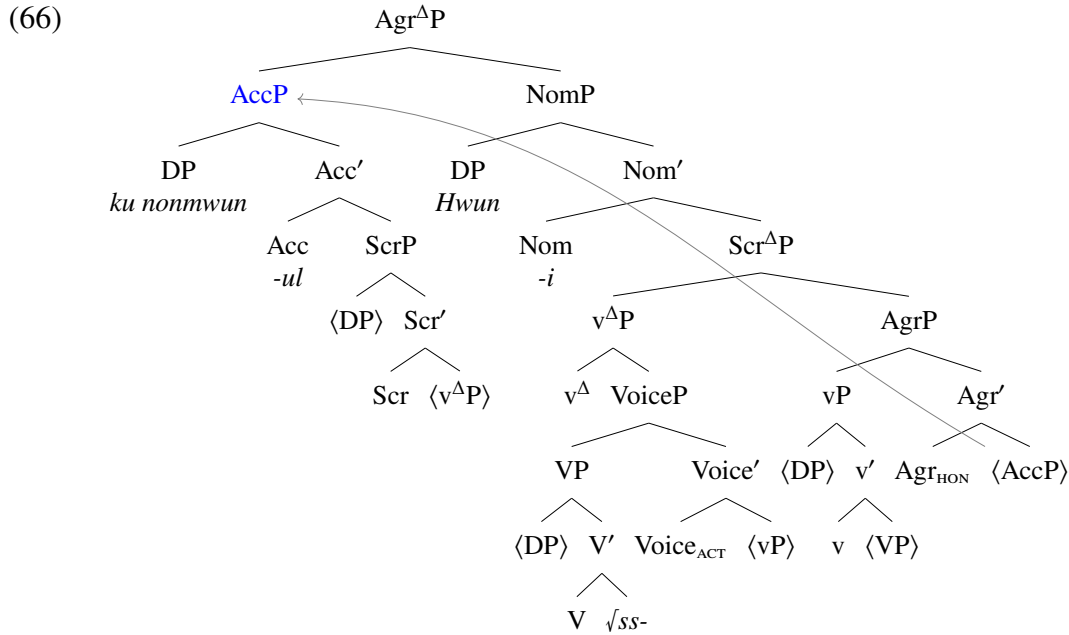 (66)
Agr^ΔP
AccP NomP
DP Acc′ DP Nom′
ku nonmwun Hwun
Acc ScrP Nom Scr^ΔP
-ul -i
⟨DP⟩ Scr′ v^ΔP AgrP
Scr ⟨v^ΔP⟩ v^Δ VoiceP vP Agr′
VP Voice′ ⟨DP⟩ v′ Agr_HON ⟨AccP⟩
⟨DP⟩ V′ Voice_ACT ⟨vP⟩ v ⟨VP⟩
V √ss-